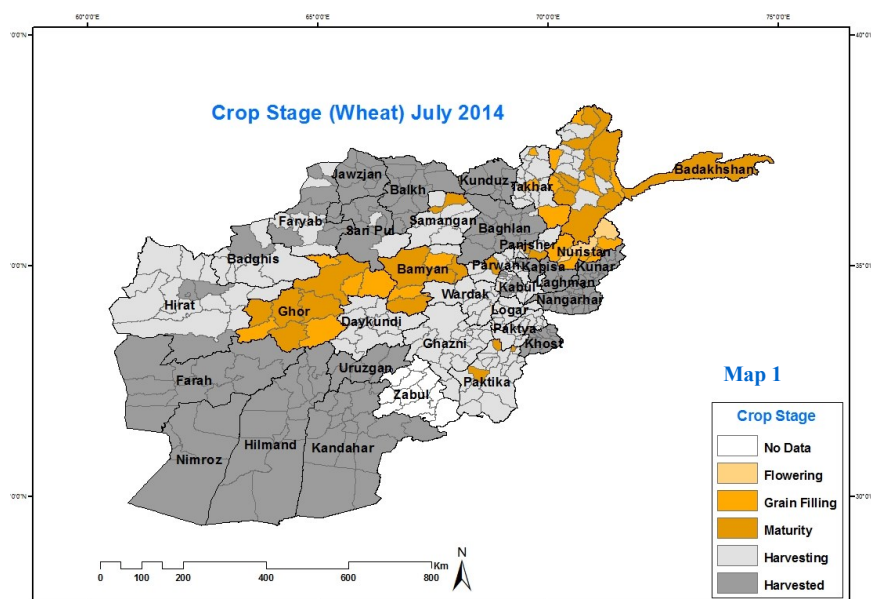 60°0'0"E 65°0'0"E 70°0'0"E 75°0'0"E
40°0'
Crop Stage (Wheat) July 2014
Badakhshan
Jawzjan
Kunduz
Takhar
Balkh
Faryab
Samangan
Sari Pul
Baghlan
Panjsher
Nuristan
Badghis
Bamyan
Parwan
Kapisa
Kunar
35°0'
Laghman
Kabul
Hirat
Wardak
Nangarhar
Ghor
Logar
Daykundi
Paktya
Ghazni
Khost
Uruzgan
Farah
Zabul
Paktika
Hilmand
Kandahar
Nimroz
Map 1
Crop Stage
No Data
Flowering
Grain Filling
Maturity
Harvesting
Harvested
30°0'
N
Km
0 50 100 200 400 600 800